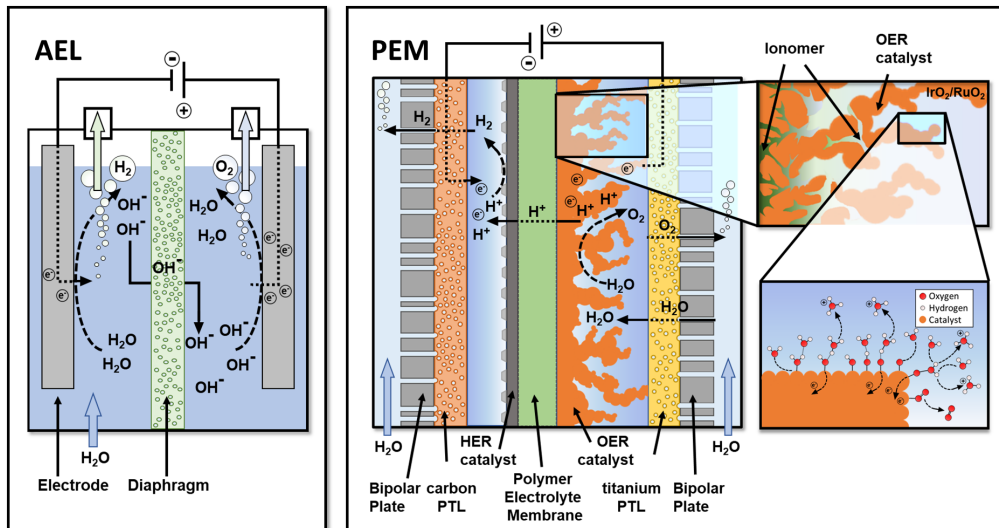 AEL
⊖
⊕
H2
O2
OH-
OH-
H2O
H2O
OH-
OH-
OH-
OH-
OH-
H2O
H2O
e-
e-
e-
e-
H2O
Electrode
Diaphragm
PEM
⊕
⊖
H2
H2
e-
H+
e-
H+
H+
e-
e-
e-
H+
H+
O2
O2
H2O
H2O
H2O
H2O
H2O
HER
catalyst
OER
catalyst
Bipolar
Plate
carbon
PTL
Polymer
Electrolyte
Membrane
titanium
PTL
Bipolar
Plate
Ionomer
OER
catalyst
IrO2/RuO2
Oxygen
Hydrogen
Catalyst
e-
e-
e-
e-